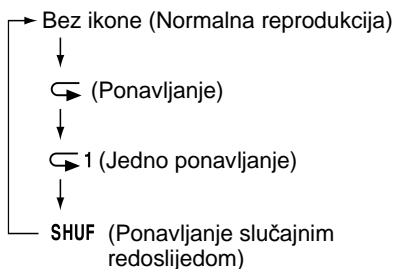 Bez ikone (Normalna reprodukcija)
(Ponavljanje)
1 (Jedno ponavljanje)
SHUF (Ponavljanje slučajnim
redoslijedom)